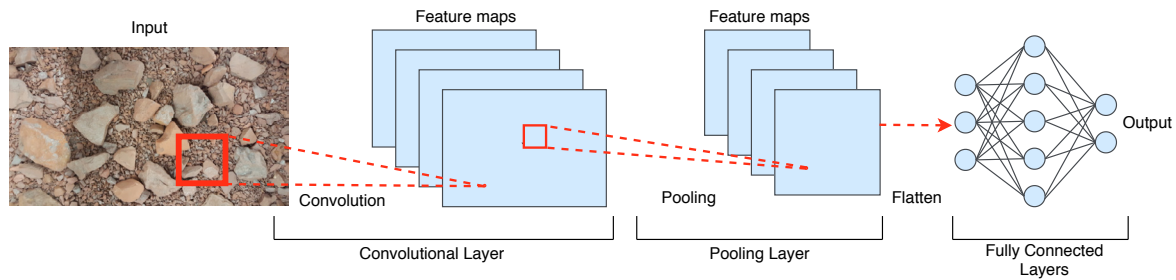 Input
Feature maps
Feature maps
Output
Convolution
Pooling
Flatten
Convolutional Layer
Pooling Layer
Fully Connected
Layers